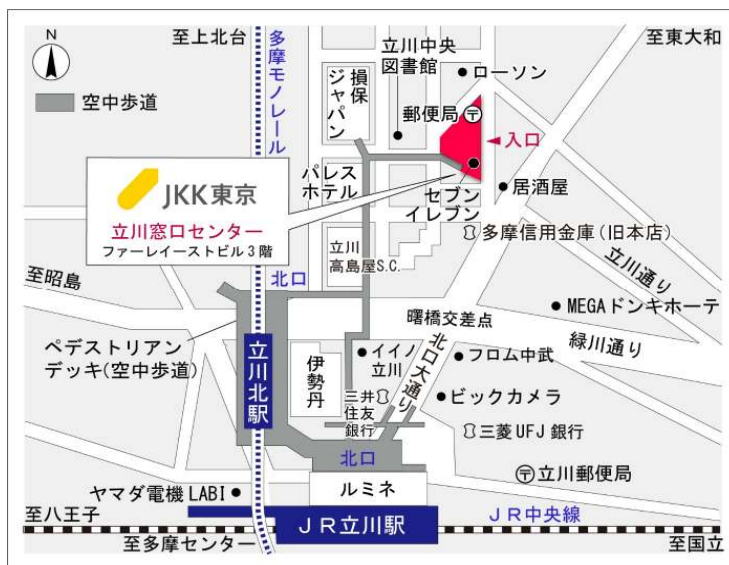 N
空中歩道
至上北台
多摩モノレール
立川中央
図書館
ローソン
至東大和
損保
ジャパン
郵便局
〒
入口
JKK東京
立川窓口センター
ファーレイーストビル3階
パレス
ホテル
セブン
イレブン
居酒屋
多摩信用金庫(旧本店)
立川
高島屋S.C.
立川通り
至昭島
北口
MEGAドンキホーテ
曙橋交差点
緑川通り
ペデストリアン
デッキ(空中歩道)
立川北駅
伊勢丹
イイノ
立川
北口大通り
フロム中武
三井
住友
銀行
ビックカメラ
三菱UFJ銀行
北口
〒立川郵便局
ヤマダ電機LABI
ルミネ
至八王子
JR立川駅
JR中央線
至多摩センター
至国立